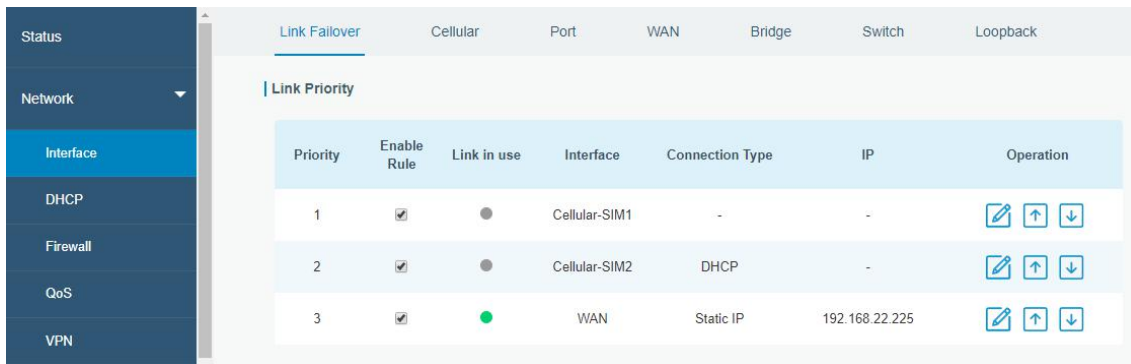 Status
Network
Interface
DHCP
Firewall
QoS
VPN
Link Failover Cellular Port WAN Bridge Switch Loopback
Link Priority
Priority Enable Rule Link in use Interface Connection Type IP Operation
1 Cellular-SIM1 - -
2 Cellular-SIM2 DHCP -
3 WAN Static IP 192.168.22.225